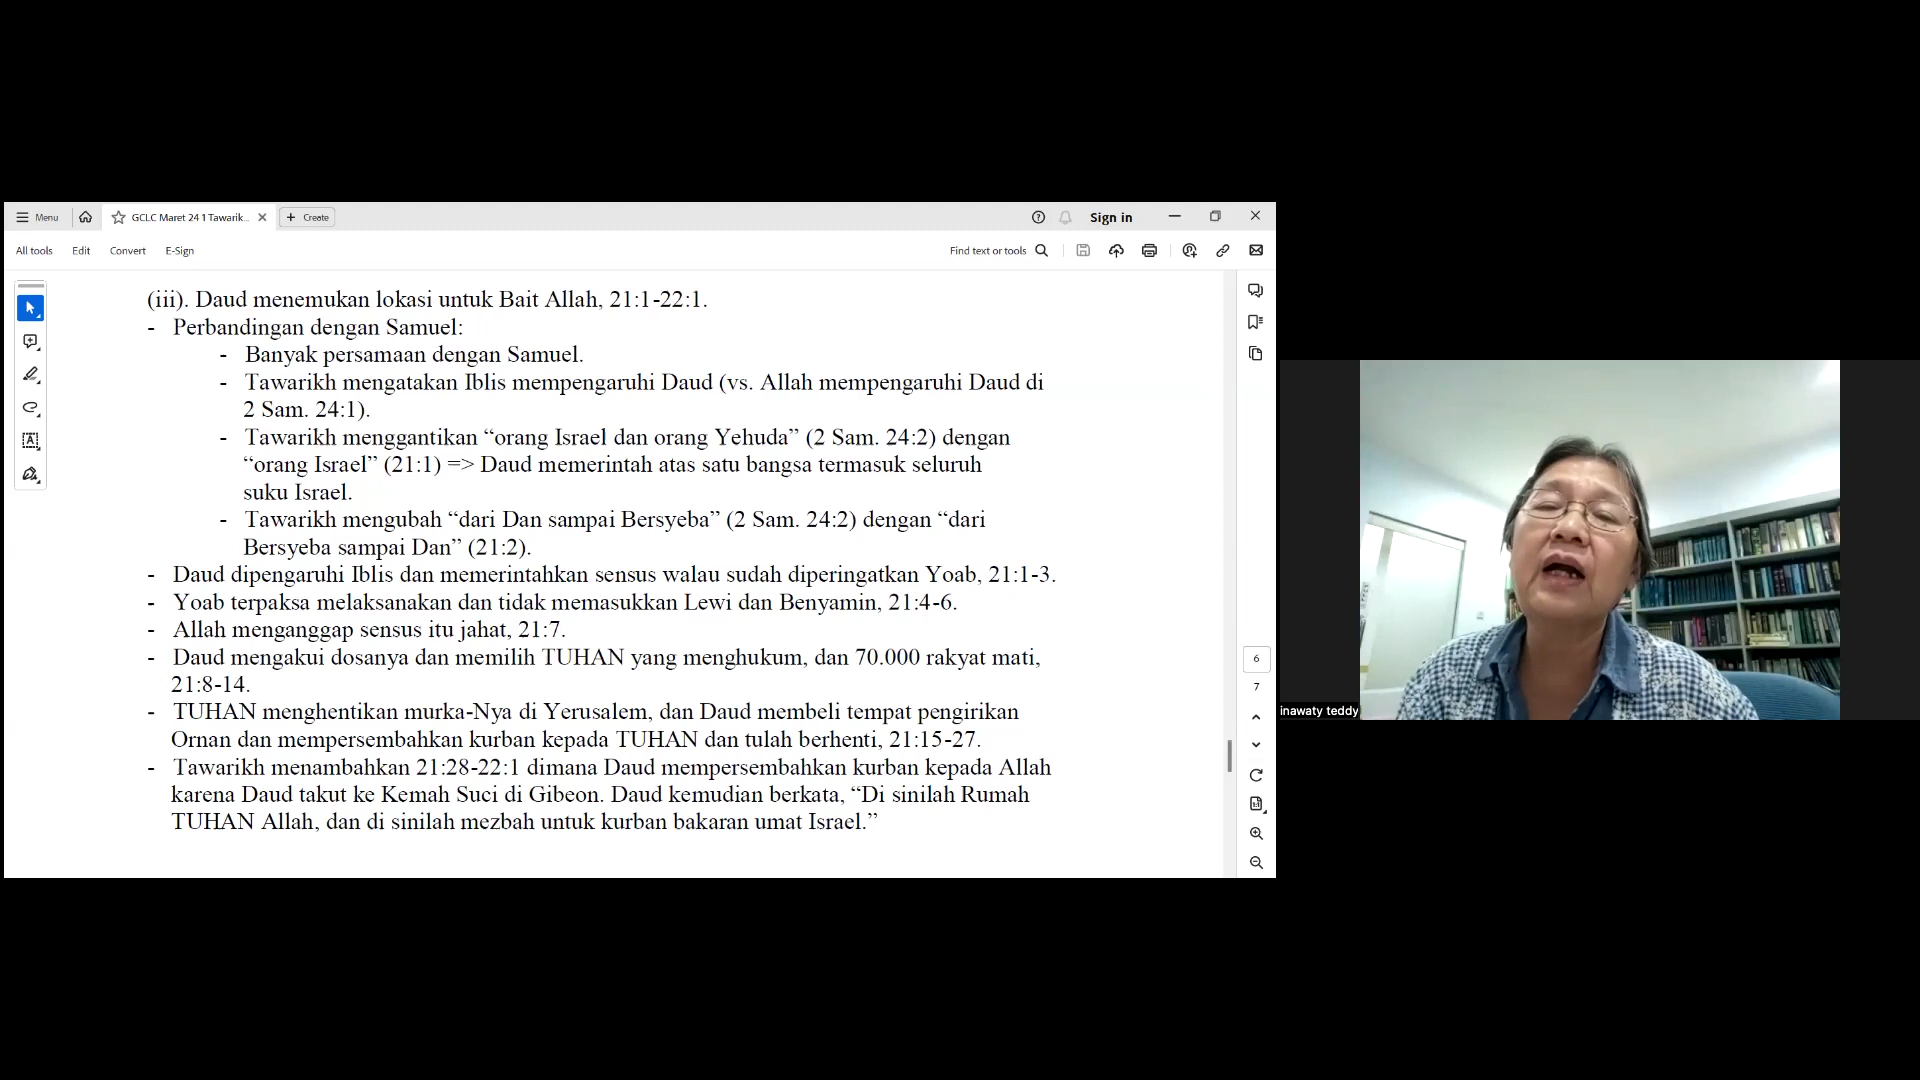 Menu
GCLC Maret 24 1 Tawarik...
Create
Sign in
All tools
Edit
Convert
E-Sign
Find text or tools
(iii). Daud menemukan lokasi untuk Bait Allah, 21:1-22:1.
- Perbandingan dengan Samuel:
- Banyak persamaan dengan Samuel.
- Tawarikh mengatakan Iblis mempengaruhi Daud (vs. Allah mempengaruhi Daud di
2 Sam. 24:1).
- Tawarikh menggantikan “orang Israel dan orang Yehuda” (2 Sam. 24:2) dengan
“orang Israel” (21:1) => Daud memerintah atas satu bangsa termasuk seluruh
suku Israel.
- Tawarikh mengubah “dari Dan sampai Bersyeba” (2 Sam. 24:2) dengan “dari
Bersyeba sampai Dan” (21:2).
- Daud dipengaruhi Iblis dan memerintahkan sensus walau sudah diperingatkan Yoab, 21:1-3.
- Yoab terpaksa melaksanakan dan tidak memasukkan Lewi dan Benyamin, 21:4-6.
- Allah menganggap sensus itu jahat, 21:7.
- Daud mengakui dosanya dan memilih TUHAN yang menghukum, dan 70.000 rakyat mati,
21:8-14.
- TUHAN menghentikan murka-Nya di Yerusalem, dan Daud membeli tempat pengirikan
Ornan dan mempersembahkan kurban kepada TUHAN dan tulah berhenti, 21:15-27.
- Tawarikh menambahkan 21:28-22:1 dimana Daud mempersembahkan kurban kepada Allah
karena Daud takut ke Kemah Suci di Gibeon. Daud kemudian berkata, “Di sinilah Rumah
TUHAN Allah, dan di sinilah mezbah untuk kurban bakaran umat Israel.”
6
7
inawaty teddy